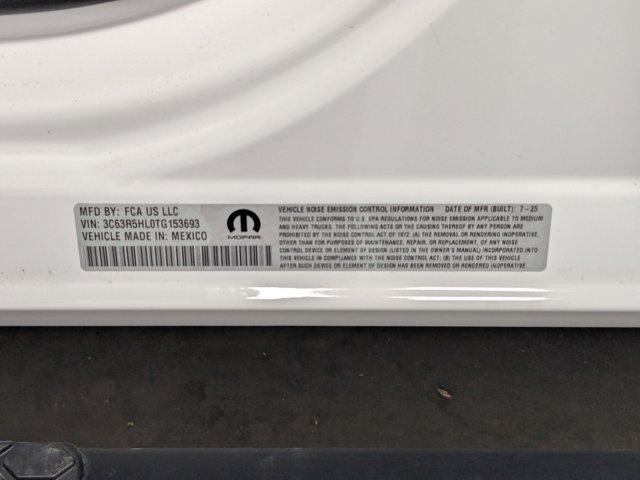 MFD BY: FCA US LLC
VIN: 3C63R5HL0TG153693
VEHICLE MADE IN: MEXICO
MOPAR
VEHICLE NOISE EMISSION CONTROL INFORMATION DATE OF MFR (BUILT): 7-25
THIS VEHICLE CONFORMS TO U.S. EPA REGULATIONS FOR NOISE EMISSION APPLICABLE TO MEDIUM
AND HEAVY TRUCKS. THE FOLLOWING ACTS OR THE CAUSING THEREOF BY ANY PERSON
ARE PROHIBITED BY THE NOISE CONTROL ACT OF 1972: (A) THE REMOVAL OR RENDERING INOPERATIVE,
OTHER THAN FOR PURPOSES OF MAINTENANCE, REPAIR, OR REPLACEMENT, OF ANY NOISE CONTROL
DEVICE OR ELEMENT OF DESIGN (LISTED IN THE OWNER'S MANUAL) INCORPORATED INTO
THIS VEHICLE IN COMPLIANCE WITH THE NOISE CONTROL ACT; (B) THE USE OF THIS VEHICLE
AFTER SUCH DEVICE OR ELEMENT OF DESIGN HAS BEEN REMOVED OR RENDERED INOPERATIVE.